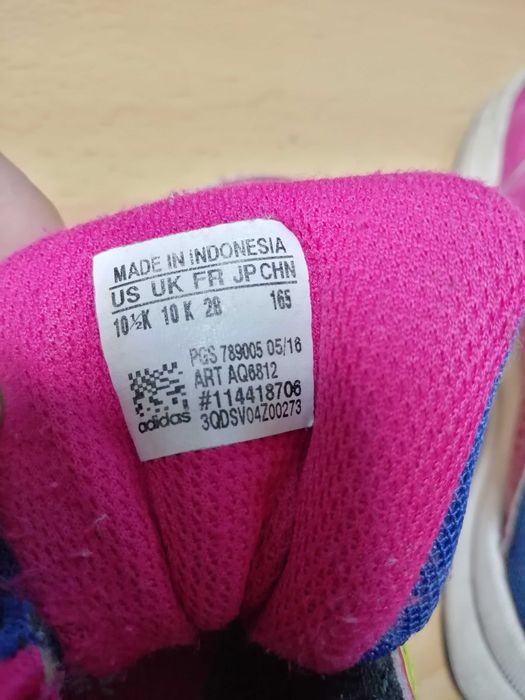 MADE IN INDONESIA
US UK FR JP CHN
10½K 10 K 28 165
PGS 789005 05/16
ART AQ6812
#114418706
3QDSV04Z00273
adidas